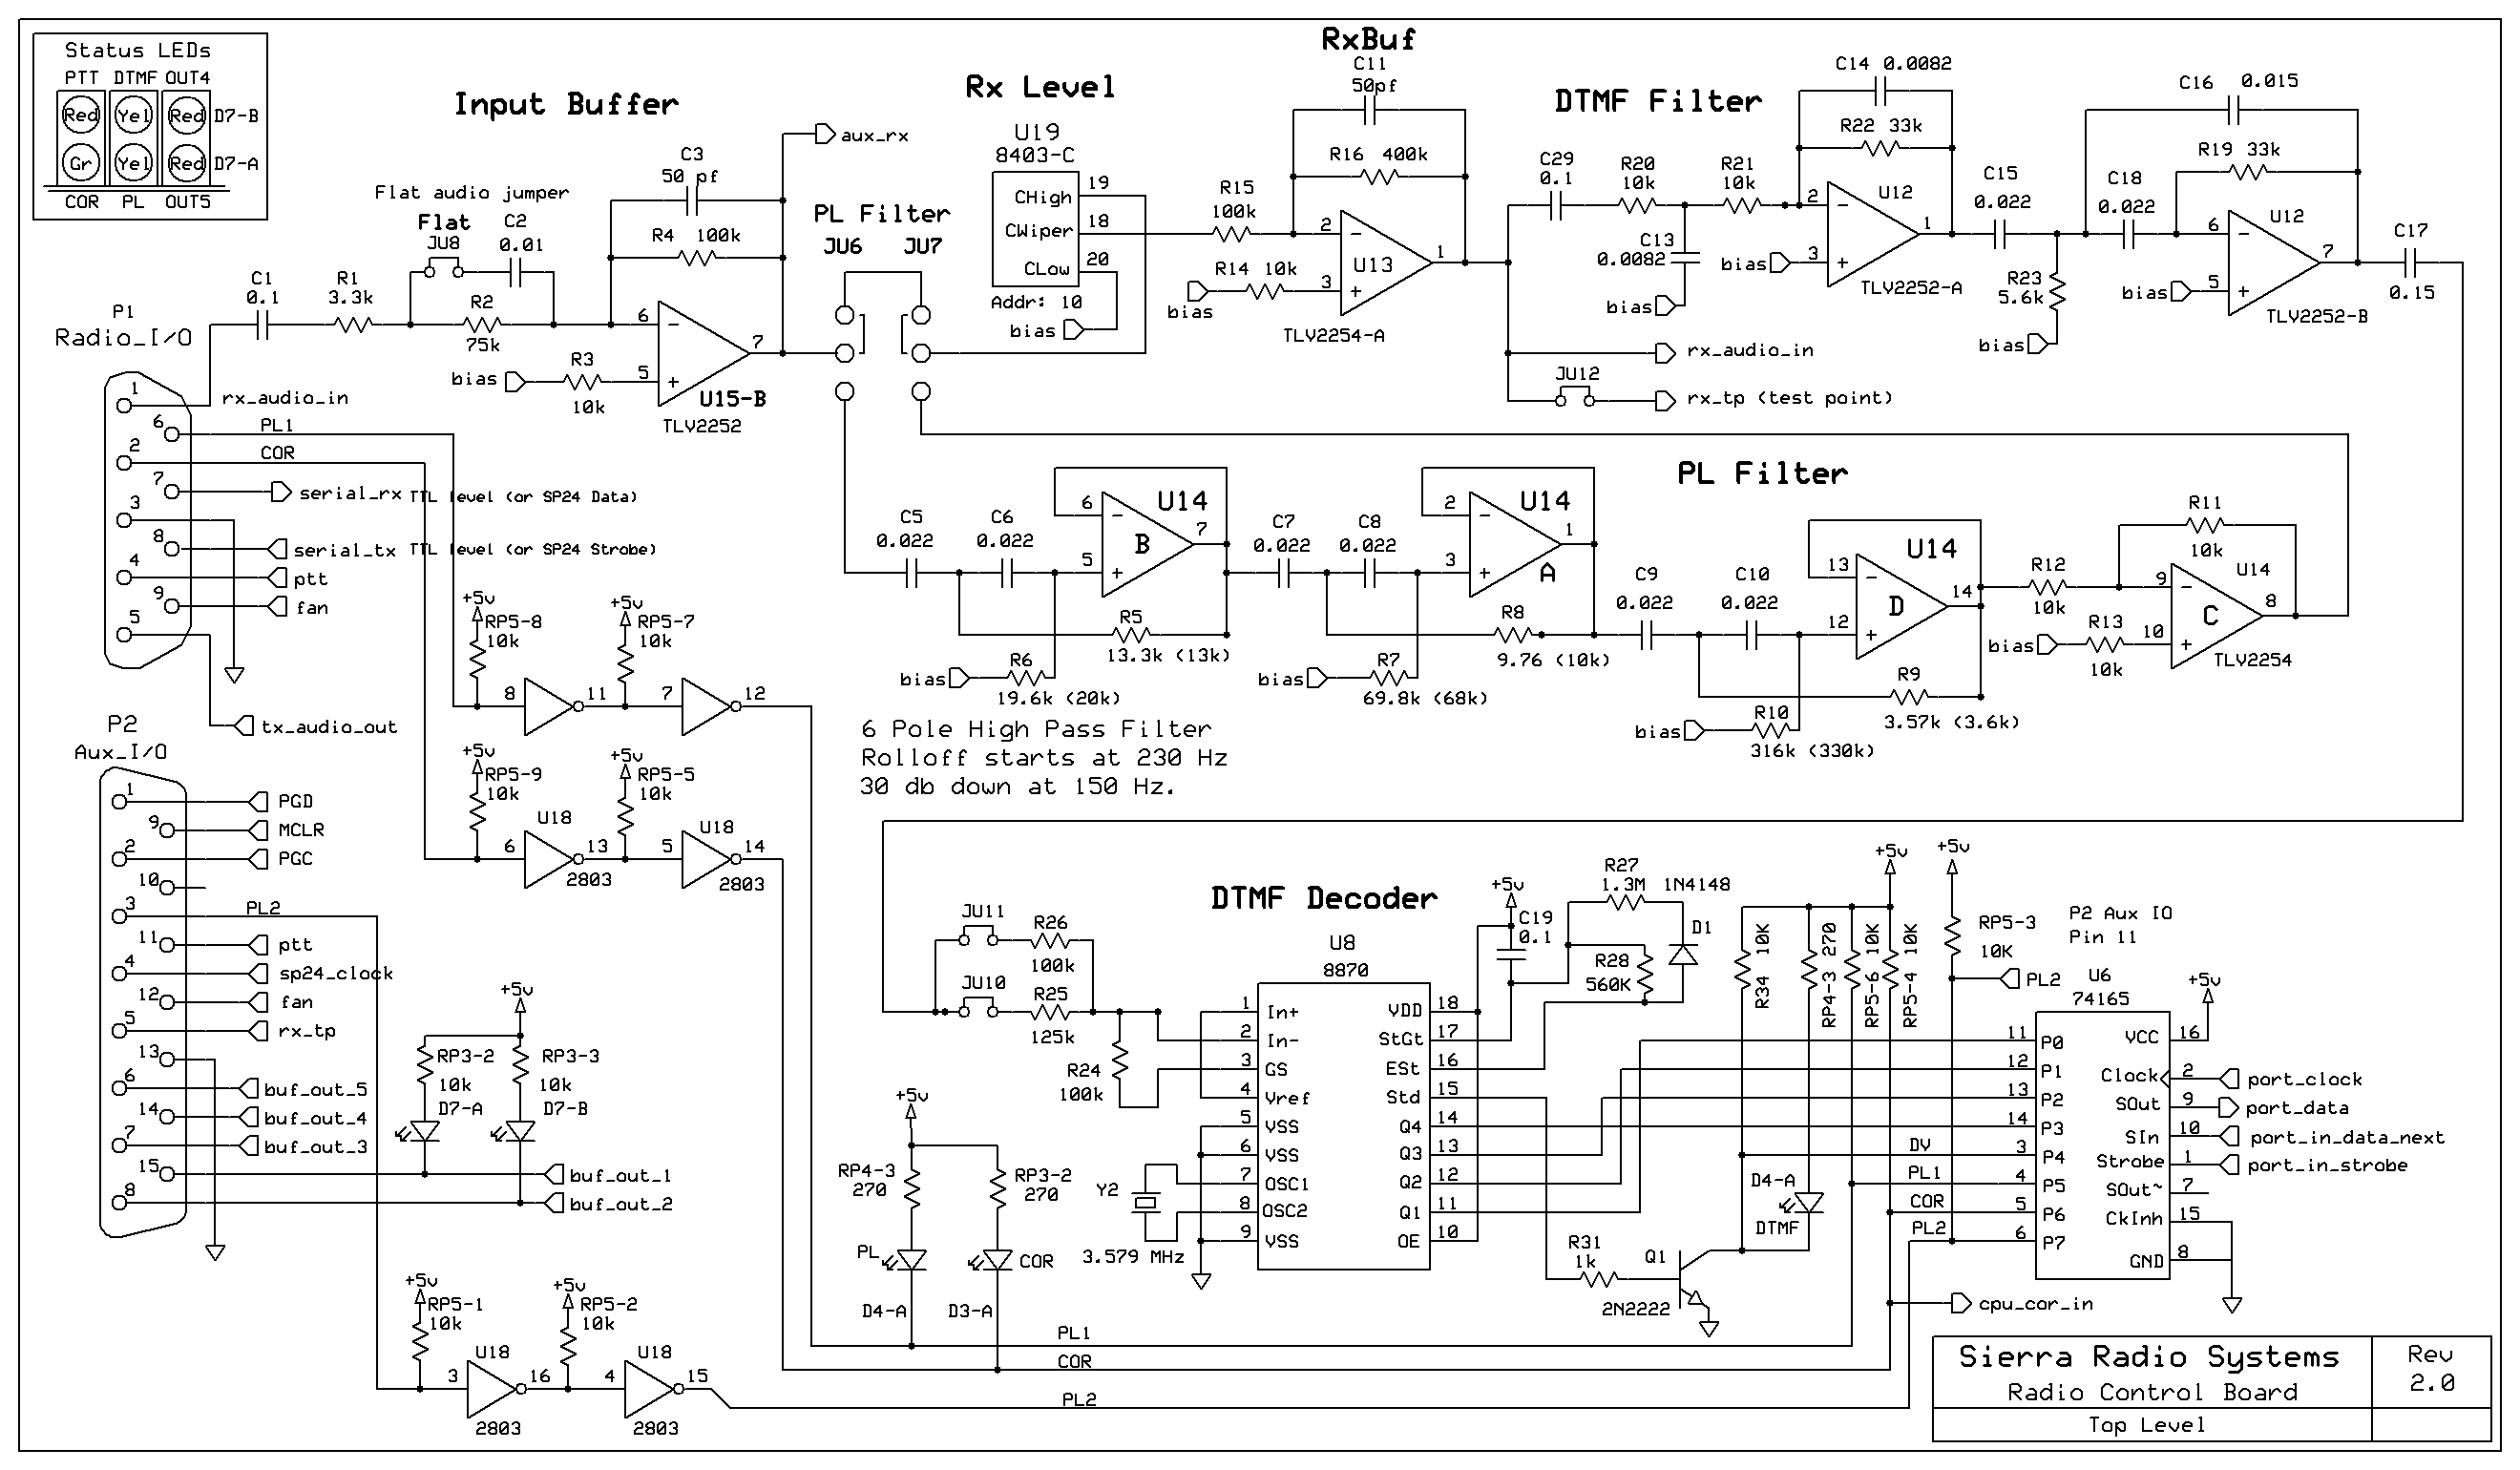 Status LEDs
PTT DTMF OUT4
Red Yel Red D7-B
Gr Yel Red D7-A
COR PL OUT5
Input Buffer
Flat audio jumper
Flat
JU8
C2
0.01
C3
50 pf
R4 100k
aux_rx
C1
0.1
R1
3.3k
R2
75k
6
7
5
R3
10k
bias
U15-B
TLV2252
PL Filter
JU6 JU7
Rx Level
U19
8403-C
CHigh 19
CWiper 18
CLow 20
Addr: 10
bias
RxBuf
C11
50pf
R16 400k
R15
100k
R14 10k
bias
2
3
1
U13
TLV2254-A
rx_audio_in
JU12
rx_tp (test point)
DTMF Filter
C14 0.0082
R22 33k
C29
0.1
R20
10k
R21
10k
C13
0.0082
bias
2
U12
1
bias
3
TLV2252-A
C15
0.022
R23
5.6k
bias
C16 0.015
R19 33k
C18
0.022
6
U12
7
bias
5
TLV2252-B
C17
0.15
P1
Radio_I/O
1
rx_audio_in
6
PL1
2
COR
7
serial_rx TTL level (or SP24 Data)
3
8
serial_tx TTL level (or SP24 Strobe)
4
ptt
9
fan
5
tx_audio_out
PL Filter
C5
0.022
C6
0.022
6
U14
7
B
5
R5
13.3k (13k)
bias
R6
19.6k (20k)
C7
0.022
C8
0.022
2
U14
1
3
A
R8
9.76 (10k)
bias
R7
69.8k (68k)
C9
0.022
C10
0.022
13
U14
14
D
12
R9
3.57k (3.6k)
bias
R10
316k (330k)
R12
10k
R11
10k
9
U14
8
C
bias
R13
10k
10
TLV2254
6 Pole High Pass Filter
Rolloff starts at 230 Hz
30 db down at 150 Hz.
+5v
RP5-8
10k
+5v
RP5-7
10k
8
11
7
12
+5v
RP5-9
10k
+5v
RP5-5
10k
6
U18
13
2803
5
U18
14
2803
P2
Aux_I/O
1
PGD
9
MCLR
2
PGC
10
3
PL2
11
ptt
4
sp24_clock
12
fan
5
rx_tp
13
6
buf_out_5
14
buf_out_4
7
buf_out_3
15
buf_out_1
8
buf_out_2
+5v
RP3-2
10k
D7-A
RP3-3
10k
D7-B
+5v
RP5-1
10k
+5v
RP5-2
10k
3
U18
16
2803
4
U18
15
2803
+5v
RP4-3
270
RP3-2
270
PL
COR
D4-A
D3-A
PL1
COR
PL2
DTMF Decoder
JU11
R26
100k
JU10
R25
125k
R24
100k
Y2
3.579 MHz
U8
8870
1 In+ VDD 18
2 In- StGt 17
3 GS ESt 16
4 Vref Std 15
5 VSS Q4 14
6 VSS Q3 13
7 OSC1 Q2 12
8 OSC2 Q1 11
9 VSS OE 10
+5v
C19
0.1
R27
1.3M 1N4148
D1
R28
560K
+5v
R34 10K
RP4-3 270
RP5-6 10K
RP5-4 10K
+5v
RP5-3
10K
PL2
P2 Aux IO
Pin 11
U6
74165
+5v
11 P0 VCC 16
12 P1 Clock 2 port_clock
13 P2 SOut 9 port_data
14 P3 SIn 10 port_in_data_next
DV 3 P4 Strobe 1 port_in_strobe
PL1 4 P5 SOut~ 7
COR 5 P6 CkInh 15
PL2 6 P7 GND 8
D4-A
DTMF
R31
1k
Q1
2N2222
cpu_cor_in
Sierra Radio Systems
Radio Control Board
Top Level
Rev
2.0